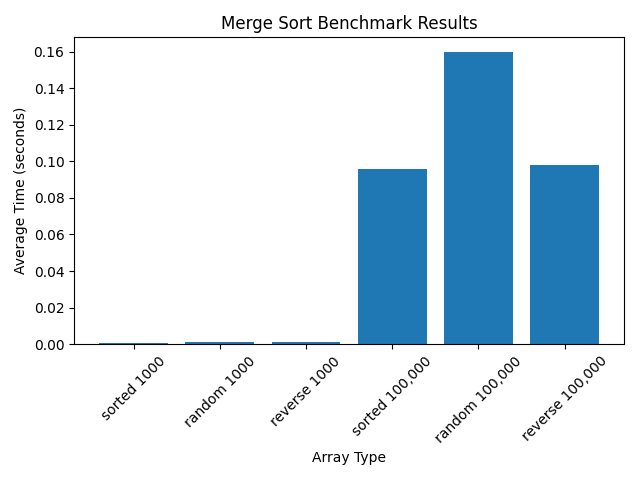 Merge Sort Benchmark Results
Average Time (seconds)
0.16
0.14
0.12
0.10
0.08
0.06
0.04
0.02
0.00
sorted 1000
random 1000
reverse 1000
sorted 100,000
random 100,000
reverse 100,000
Array Type